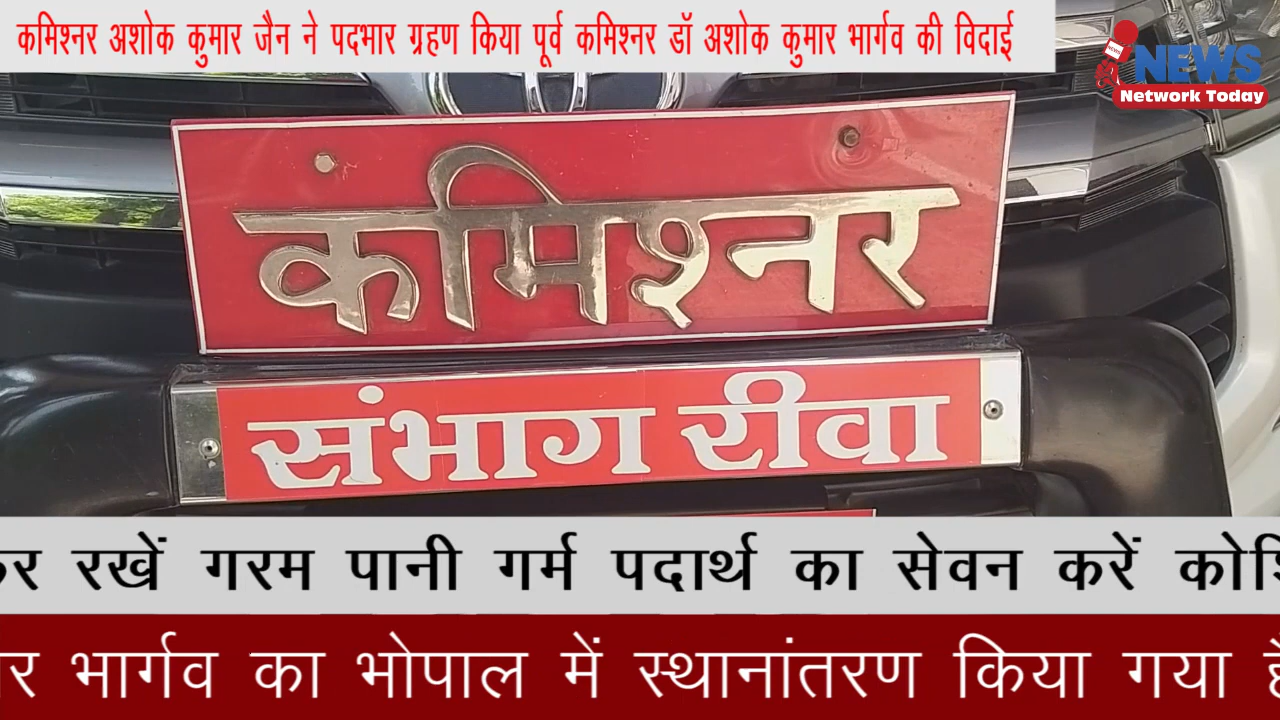 कमिश्नर अशोक कुमार जैन ने पदभार ग्रहण किया पूर्व कमिश्नर डॉ अशोक कुमार भार्गव की विदाई
NEWS
Network Today
कमिश्नर
संभाग रीवा
रखें गरम पानी गर्म पदार्थ का सेवन करें
भार्गव का भोपाल में स्थानांतरण किया गया